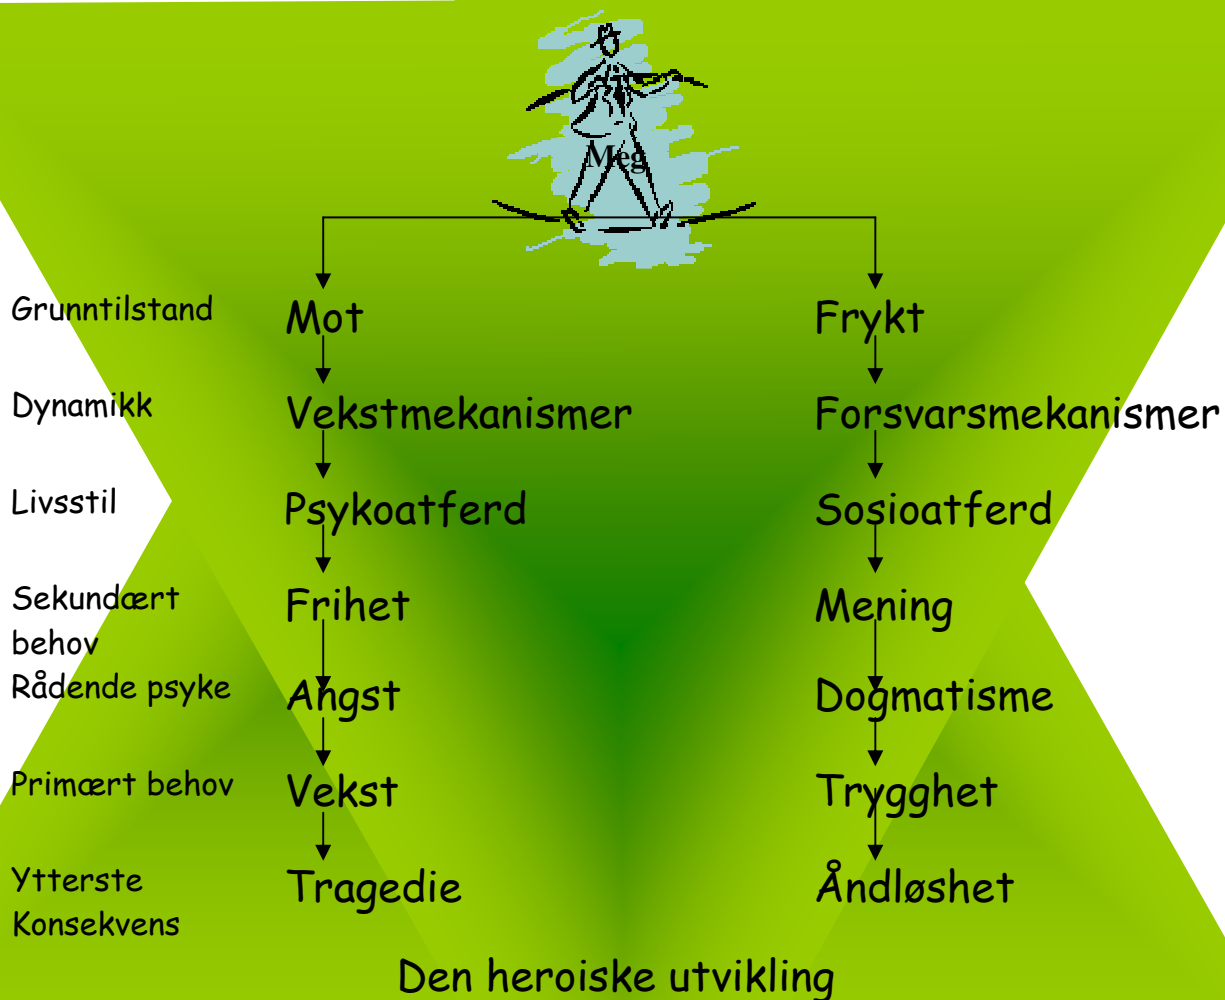 Meg
Grunntilstand Mot Frykt
Dynamikk Vekstmekanismer Forsvarsmekanismer
Livsstil Psykoatferd Sosioatferd
Sekundært Frihet Mening
behov
Rådende psyke Angst Dogmatisme
Primært behov Vekst Trygghet
Ytterste Tragedie Åndløshet
Konsekvens
Den heroiske utvikling